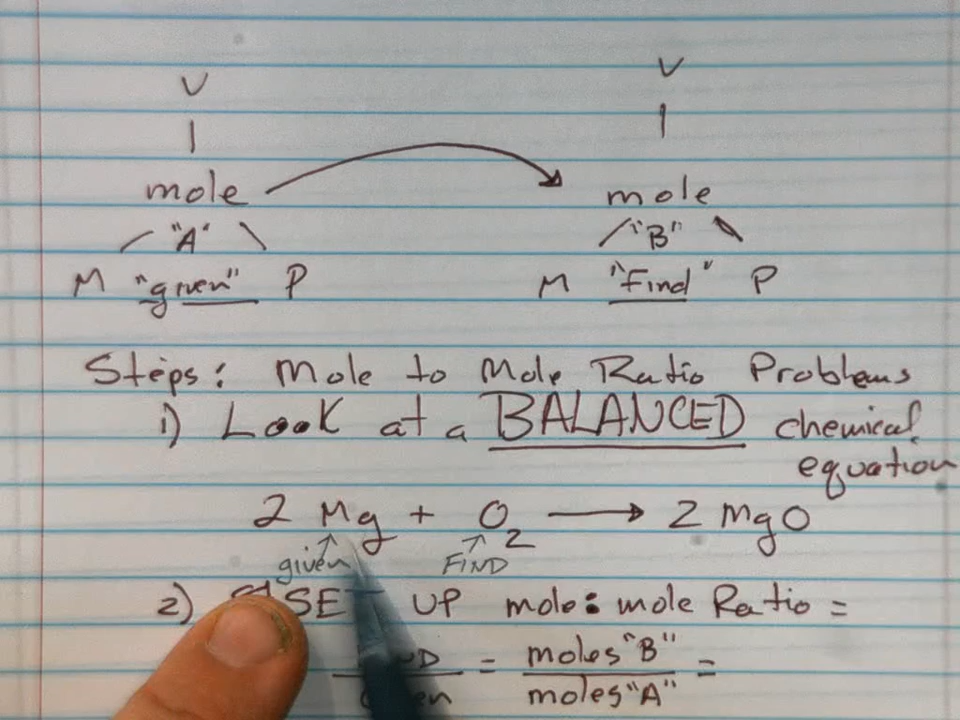 V V
mole mole
"A" "B"
M "given" P M "Find" P
Steps: Mole to Mole Ratio Problems
1) Look at a BALANCED chemical
equation
2 Mg + O2 → 2 MgO
given FIND
2) SET UP mole : mole Ratio =
= moles "B" =
moles "A"